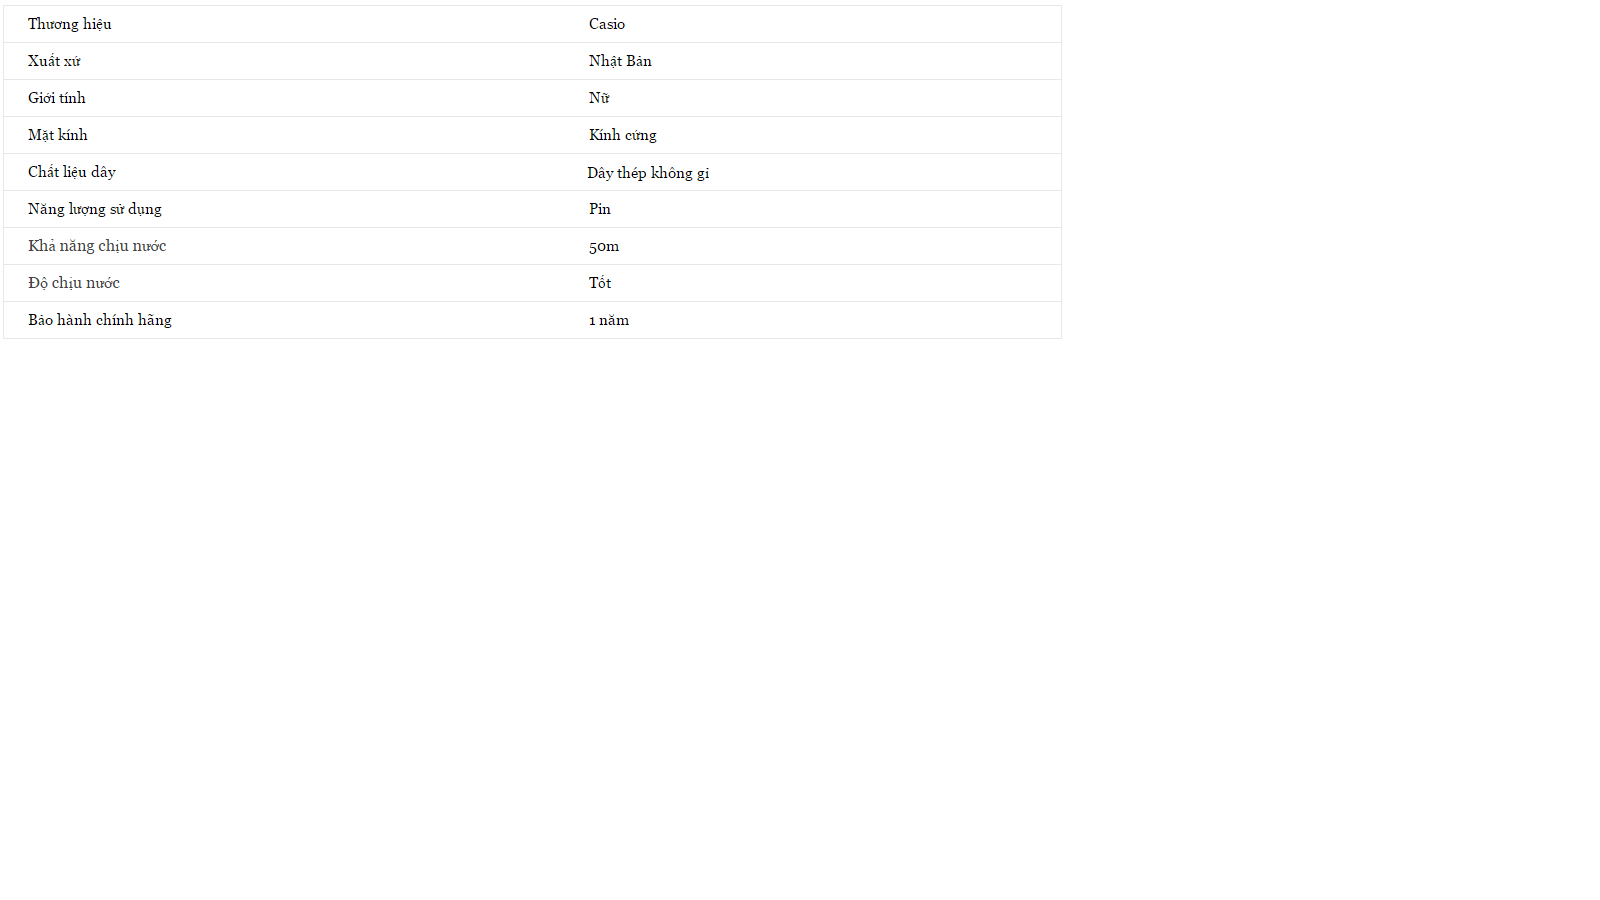 Thương hiệu Casio
Xuất xứ Nhật Bản
Giới tính Nữ
Mặt kính Kính cứng
Chất liệu dây Dây thép không gi
Năng lượng sử dụng Pin
Khả năng chịu nước 50m
Độ chịu nước Tốt
Bảo hành chính hãng 1 năm